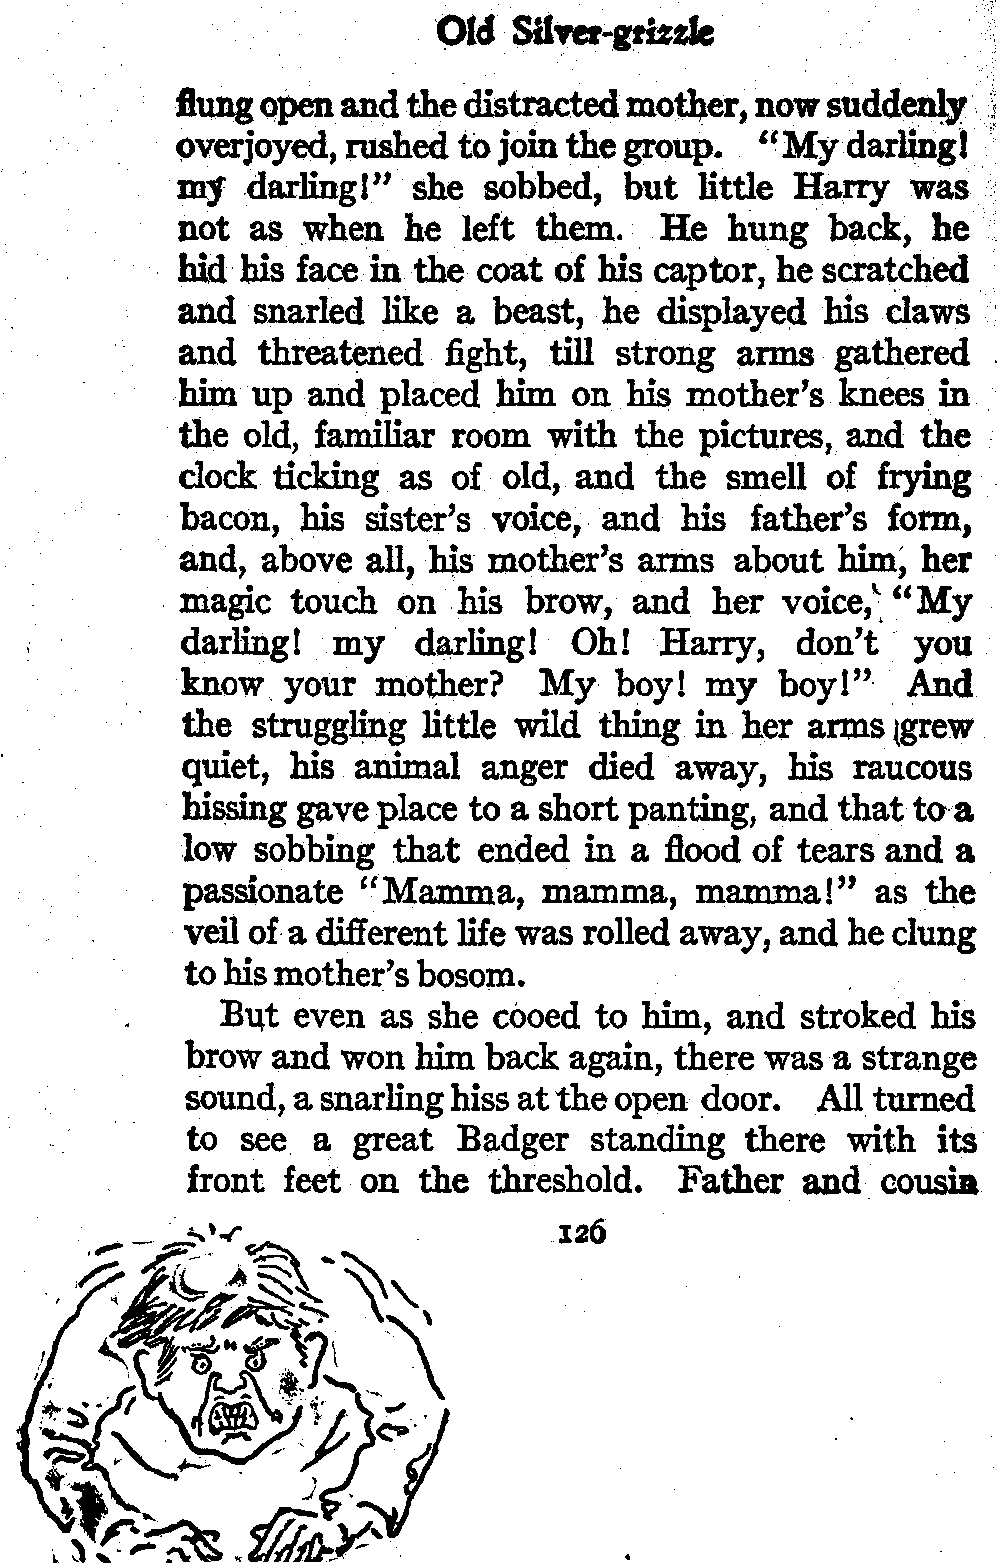 Old Silver-grizzle
flung open and the distracted mother, now suddenly
overjoyed, rushed to join the group. "My darling!
my darling!" she sobbed, but little Harry was
not as when he left them. He hung back, he
hid his face in the coat of his captor, he scratched
and snarled like a beast, he displayed his claws
and threatened fight, till strong arms gathered
him up and placed him on his mother's knees in
the old, familiar room with the pictures, and the
clock ticking as of old, and the smell of frying
bacon, his sister's voice, and his father's form,
and, above all, his mother's arms about him, her
magic touch on his brow, and her voice, "My
darling! my darling! Oh! Harry, don't you
know your mother? My boy! my boy!" And
the struggling little wild thing in her arms grew
quiet, his animal anger died away, his raucous
hissing gave place to a short panting, and that to a
low sobbing that ended in a flood of tears and a
passionate "Mamma, mamma, mamma!" as the
veil of a different life was rolled away, and he clung
to his mother's bosom.
But even as she cooed to him, and stroked his
brow and won him back again, there was a strange
sound, a snarling hiss at the open door. All turned
to see a great Badger standing there with its
front feet on the threshold. Father and cousin
126